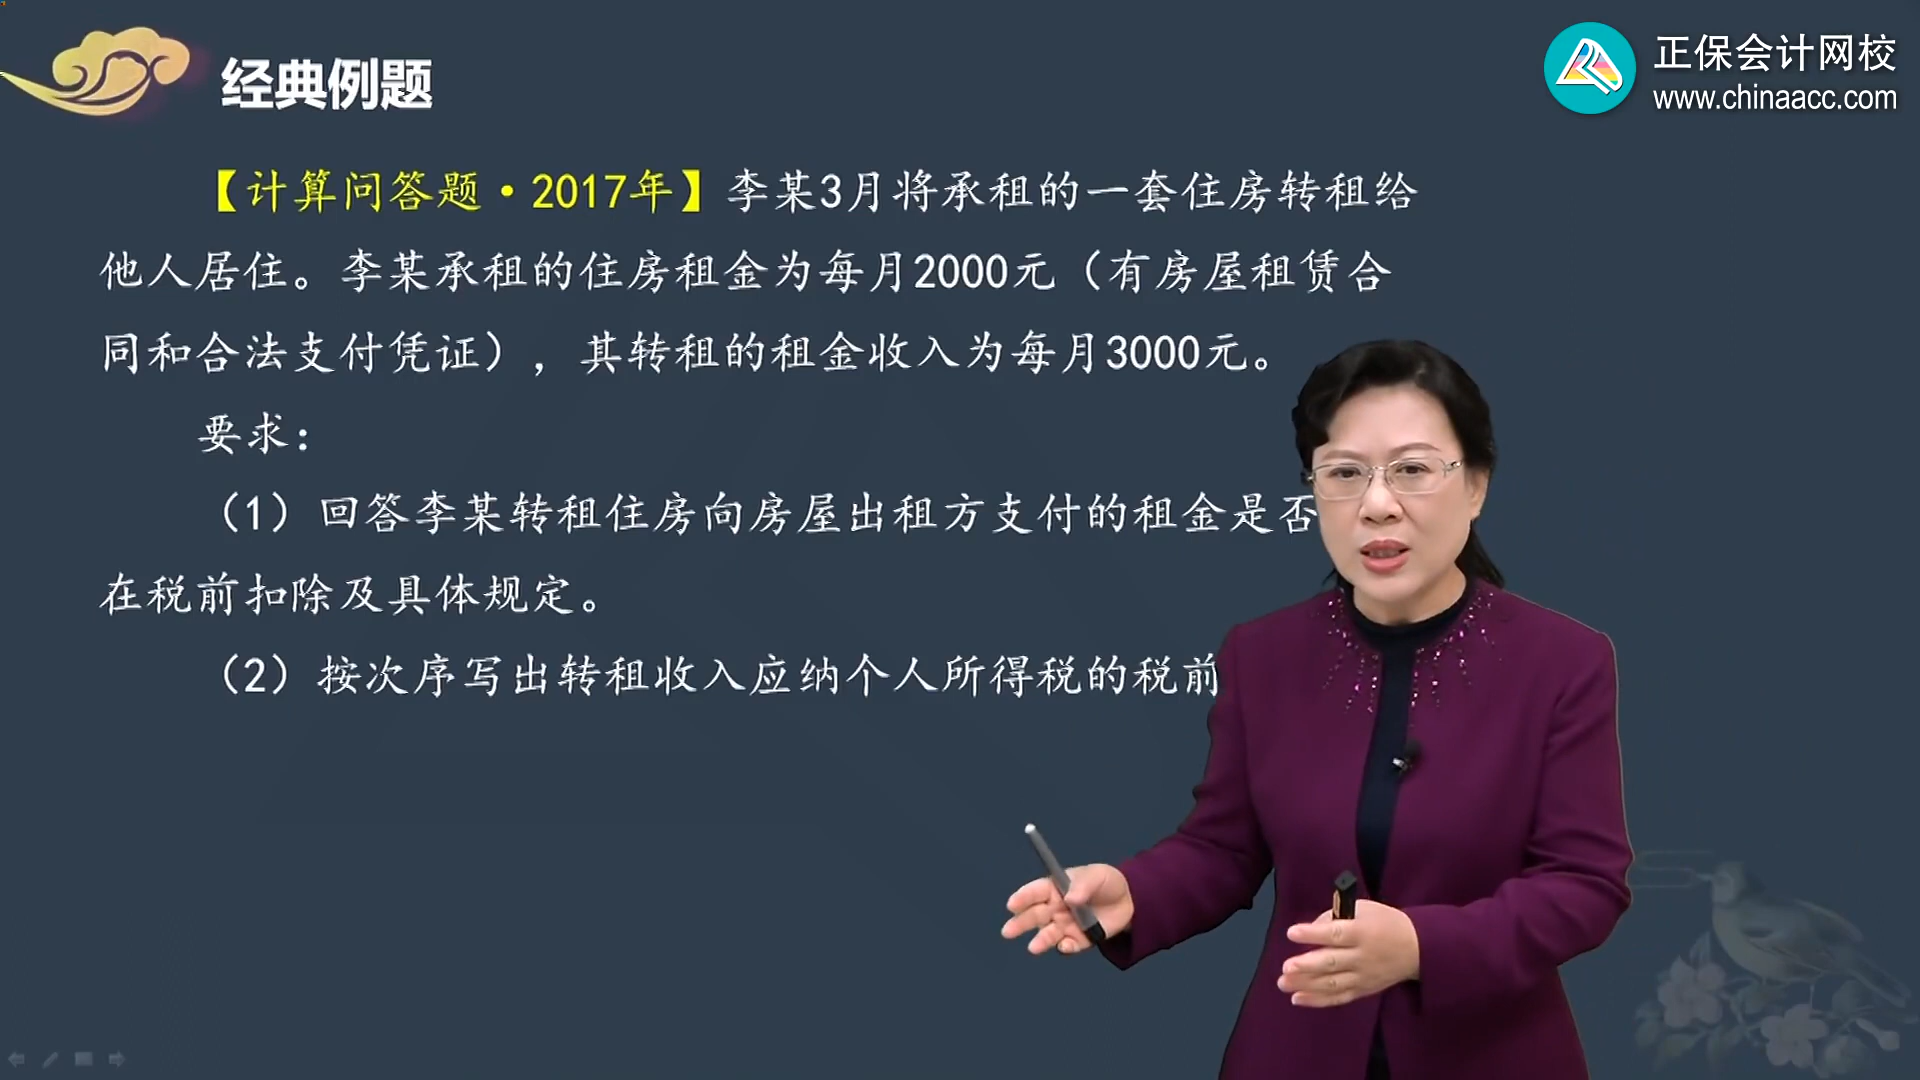 经典例题
正保会计网校
www.chinaacc.com
【计算问答题·2017年】李某3月将承租的一套住房转租给
他人居住。李某承租的住房租金为每月2000元（有房屋租赁合
同和合法支付凭证），其转租的租金收入为每月3000元。
要求：
（1）回答李某转租住房向房屋出租方支付的租金是否
在税前扣除及具体规定。
（2）按次序写出转租收入应纳个人所得税的税前